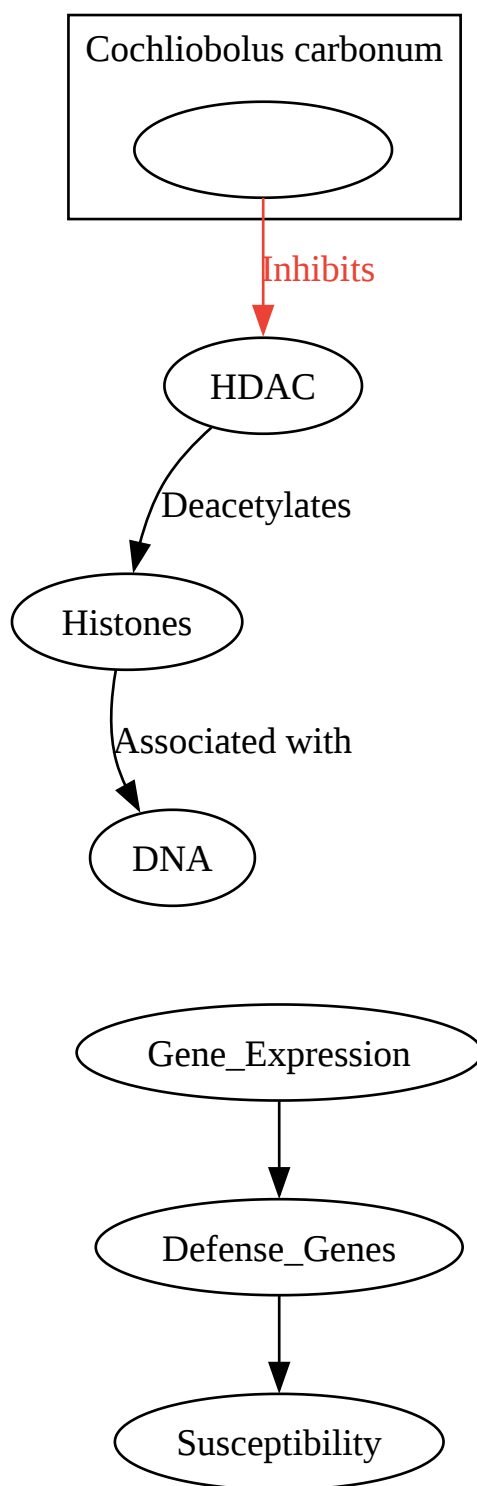 Cochliobolus carbonum
Inhibits
HDAC
Deacetylates
Histones
Associated with
DNA
Gene_Expression
Defense_Genes
Susceptibility